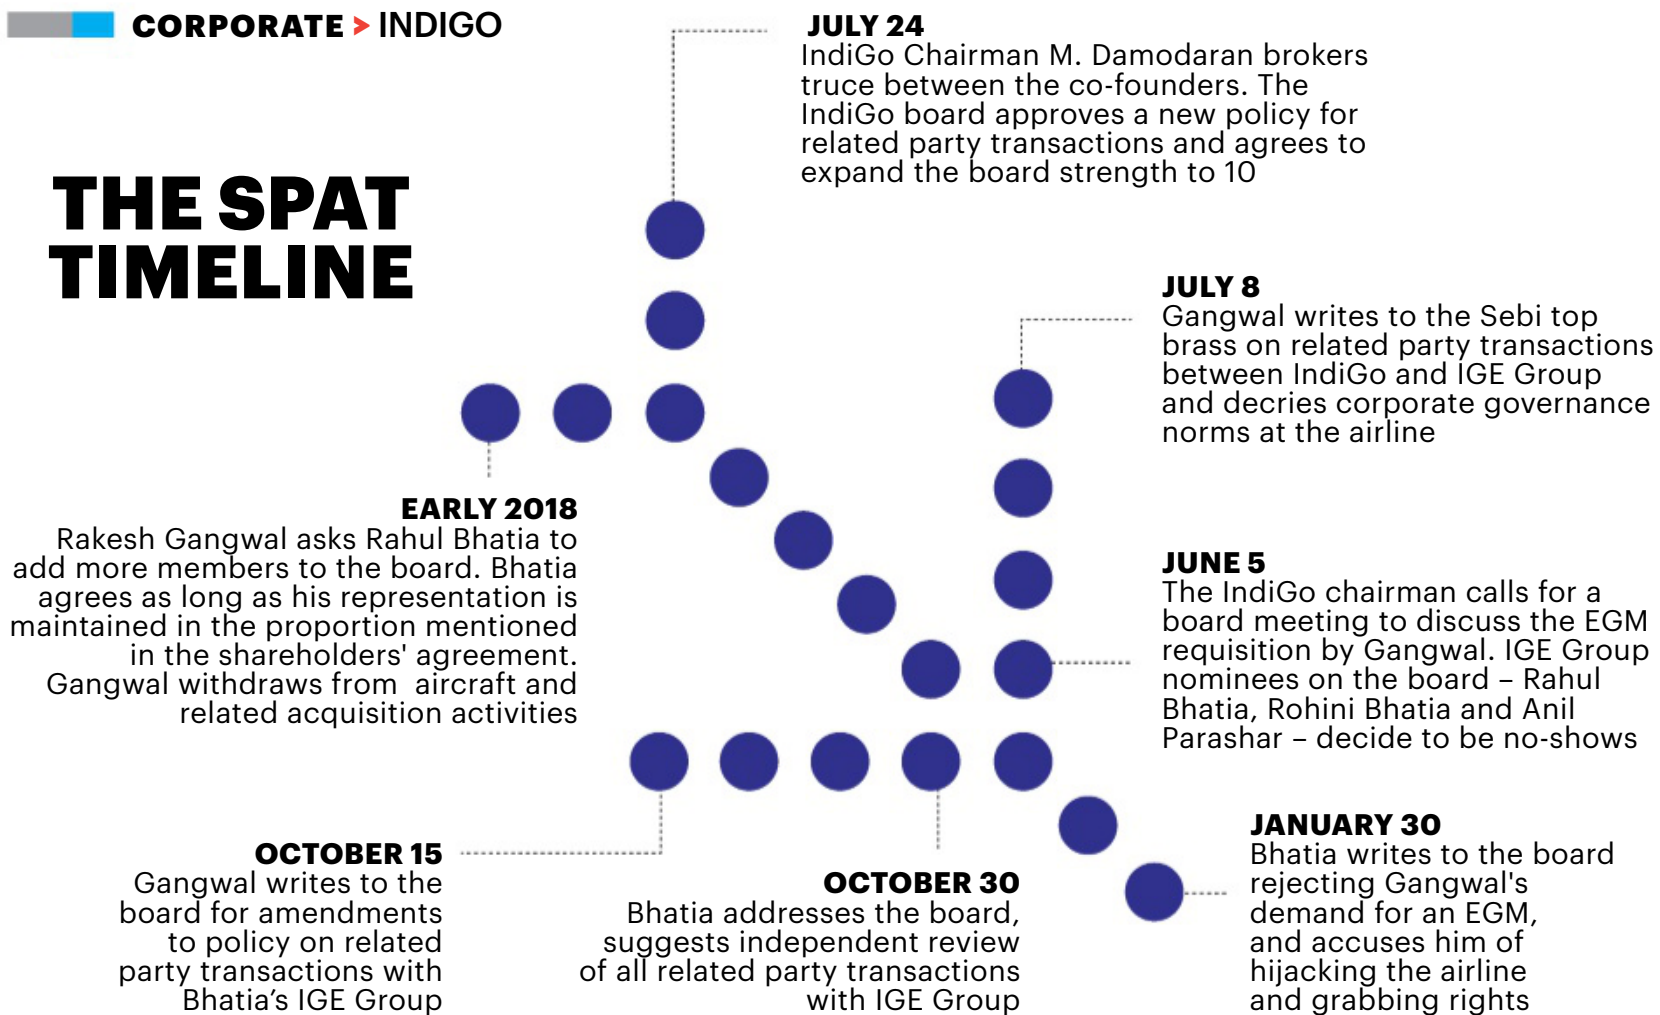 CORPORATE > INDIGO
THE SPAT
TIMELINE
JULY 24
IndiGo Chairman M. Damodaran brokers
truce between the co-founders. The
IndiGo board approves a new policy for
related party transactions and agrees to
expand the board strength to 10
JULY 8
Gangwal writes to the Sebi top
brass on related party transactions
between IndiGo and IGE Group
and decries corporate governance
norms at the airline
EARLY 2018
Rakesh Gangwal asks Rahul Bhatia to
add more members to the board. Bhatia
agrees as long as his representation is
maintained in the proportion mentioned
in the shareholders' agreement.
Gangwal withdraws from aircraft and
related acquisition activities
JUNE 5
The IndiGo chairman calls for a
board meeting to discuss the EGM
requisition by Gangwal. IGE Group
nominees on the board – Rahul
Bhatia, Rohini Bhatia and Anil
Parashar – decide to be no-shows
OCTOBER 15
Gangwal writes to the
board for amendments
to policy on related
party transactions with
Bhatia’s IGE Group
OCTOBER 30
Bhatia addresses the board,
suggests independent review
of all related party transactions
with IGE Group
JANUARY 30
Bhatia writes to the board
rejecting Gangwal's
demand for an EGM,
and accuses him of
hijacking the airline
and grabbing rights